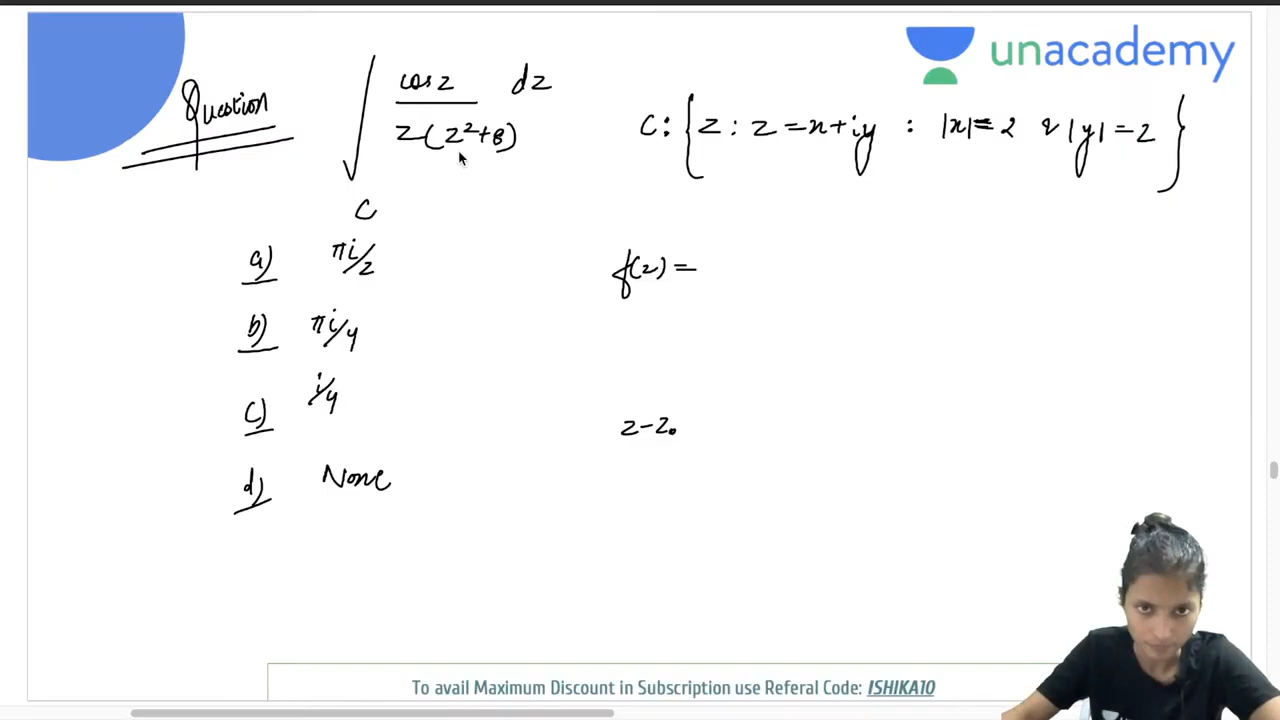 unacademy
Question ∫ cos z / z(z²+8) dz C: {z : z = x+iy : |x|=2 & |y|=2}
C
a) πi/2
f(z) =
b) πi/4
c) i/4
z-z₀
d) None
To avail Maximum Discount in Subscription use Referal Code: ISHIKA10